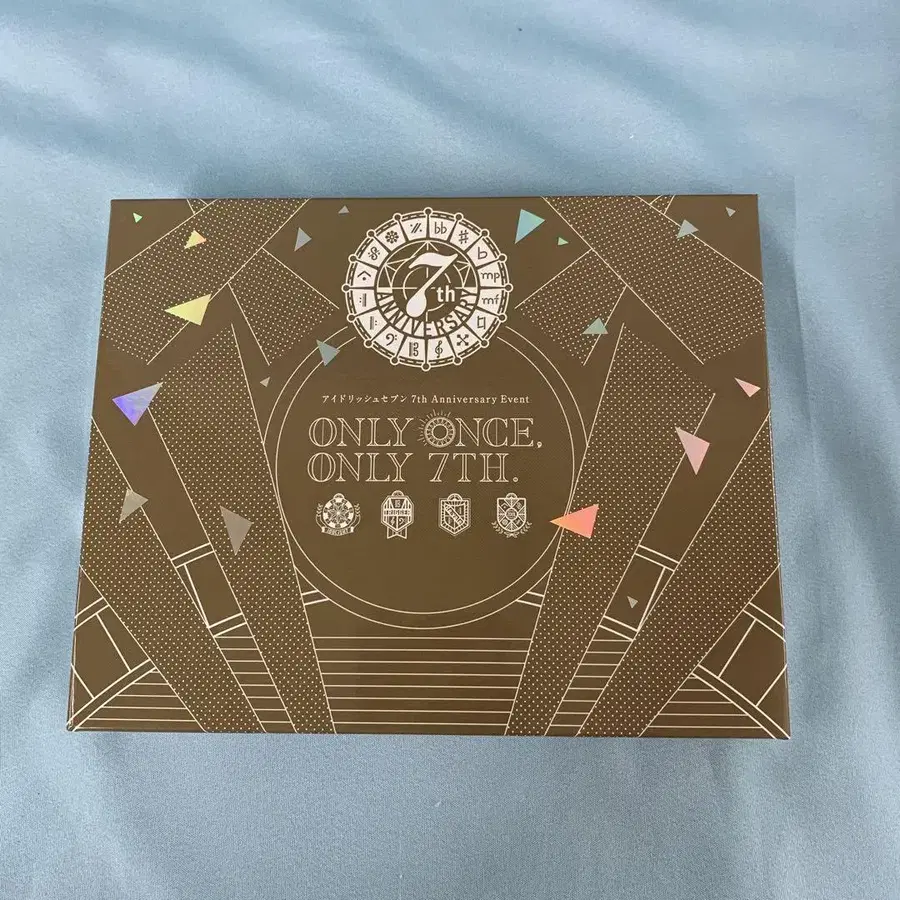 7th
ANNIVERSARY
アイドリッシュセブン 7th Anniversary Event
ONLY ONCE,
ONLY 7TH.
TRIGGER